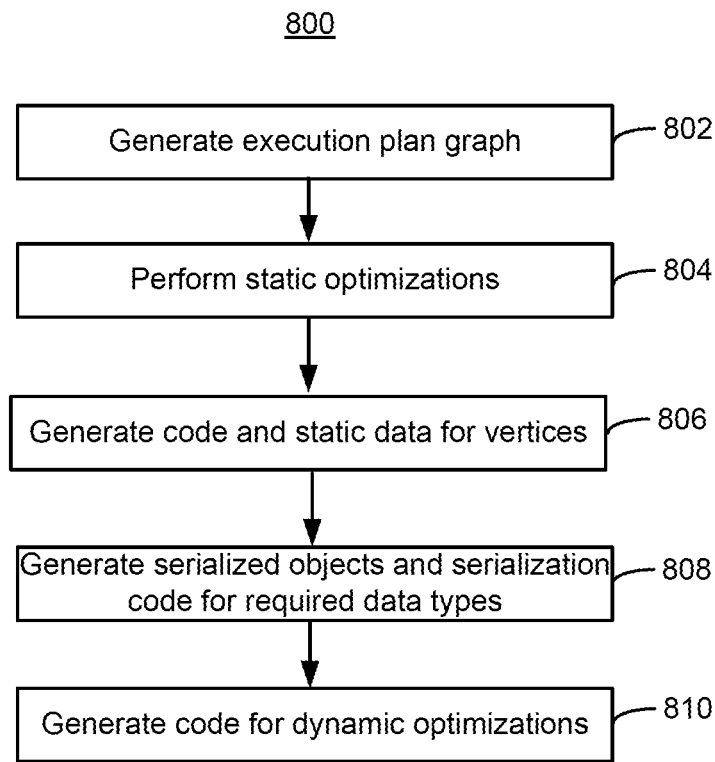 800
Generate execution plan graph
802
Perform static optimizations
804
Generate code and static data for vertices
806
Generate serialized objects and serialization
code for required data types
808
Generate code for dynamic optimizations
810